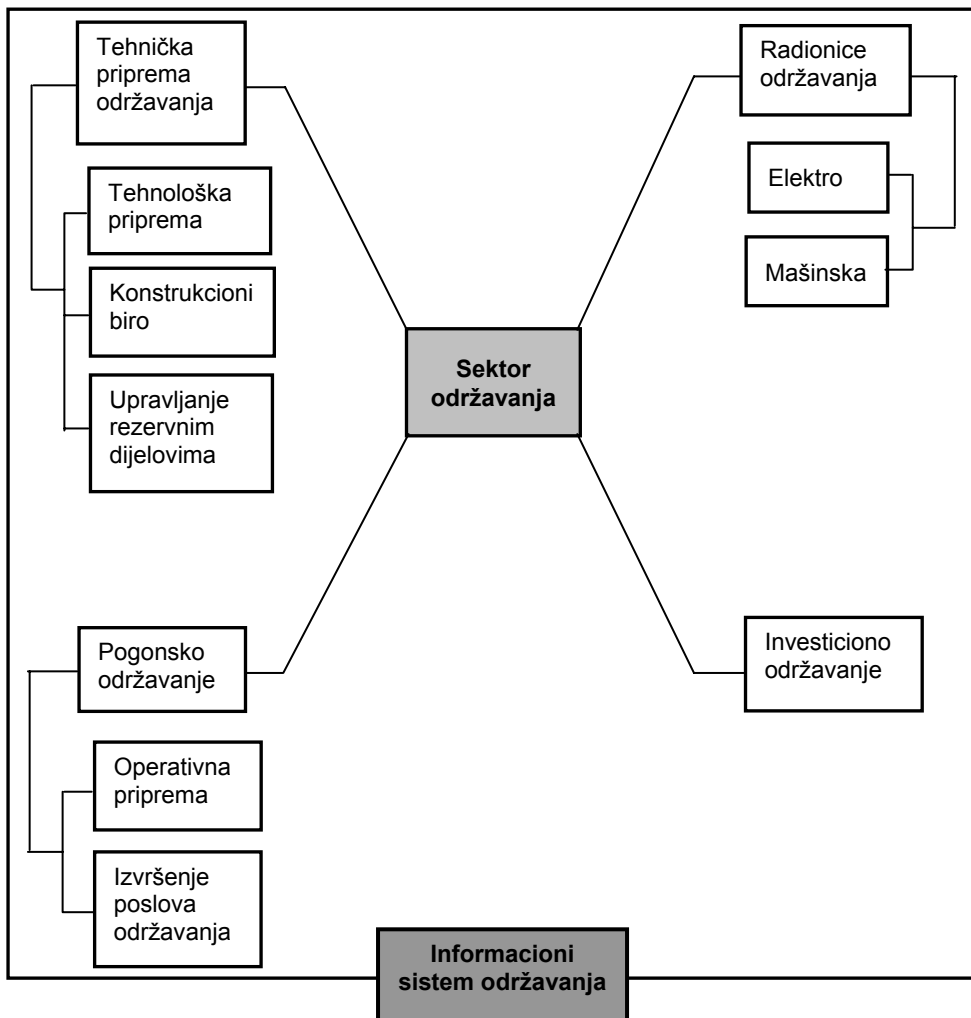 Tehnička
priprema
održavanja
Tehnološka
priprema
Konstrukcioni
biro
Upravljanje
rezervnim
dijelovima
Radionice
održavanja
Elektro
Mašinska
Sektor
održavanja
Pogonsko
održavanje
Operativna
priprema
Izvršenje
poslova
održavanja
Investiciono
održavanje
Informacioni
sistem održavanja